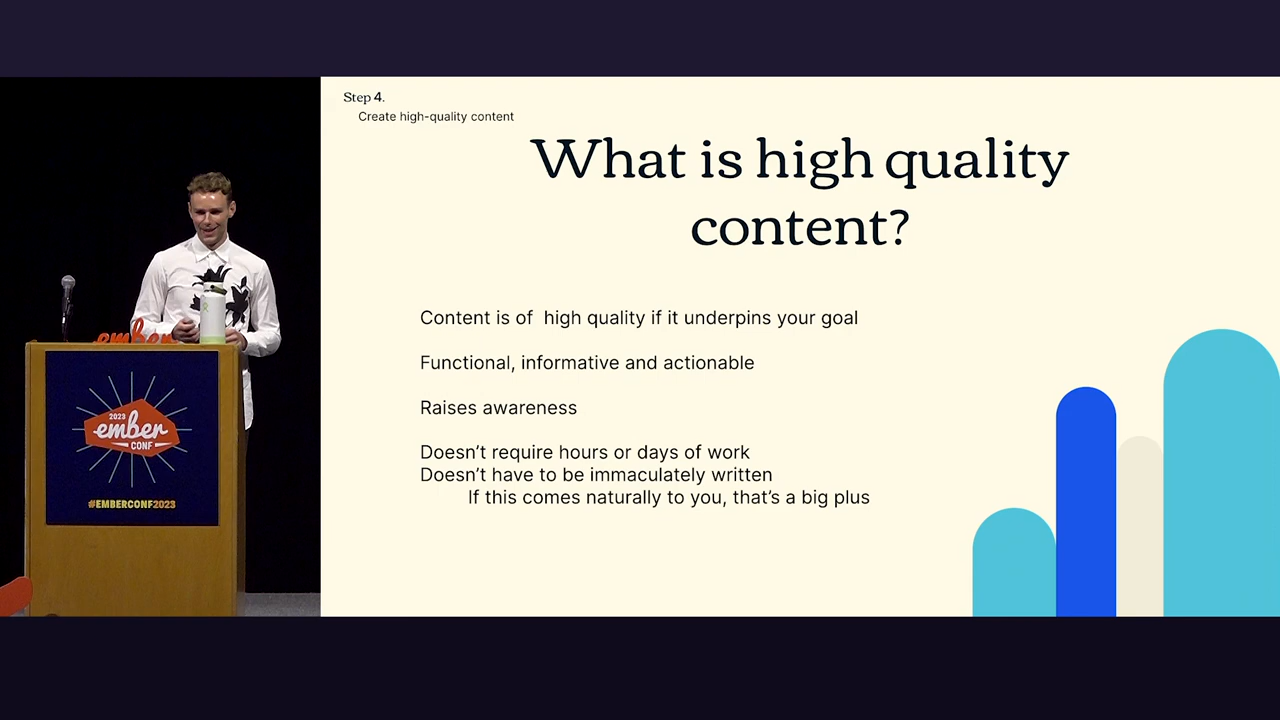 Step 4.
Create high-quality content
What is high quality
content?
Content is of  high quality if it underpins your goal
Functional, informative and actionable
Raises awareness
Doesn’t require hours or days of work
Doesn’t have to be immaculately written
If this comes naturally to you, that’s a big plus
ember
2023
ember
CONF
#EMBERCONF2023